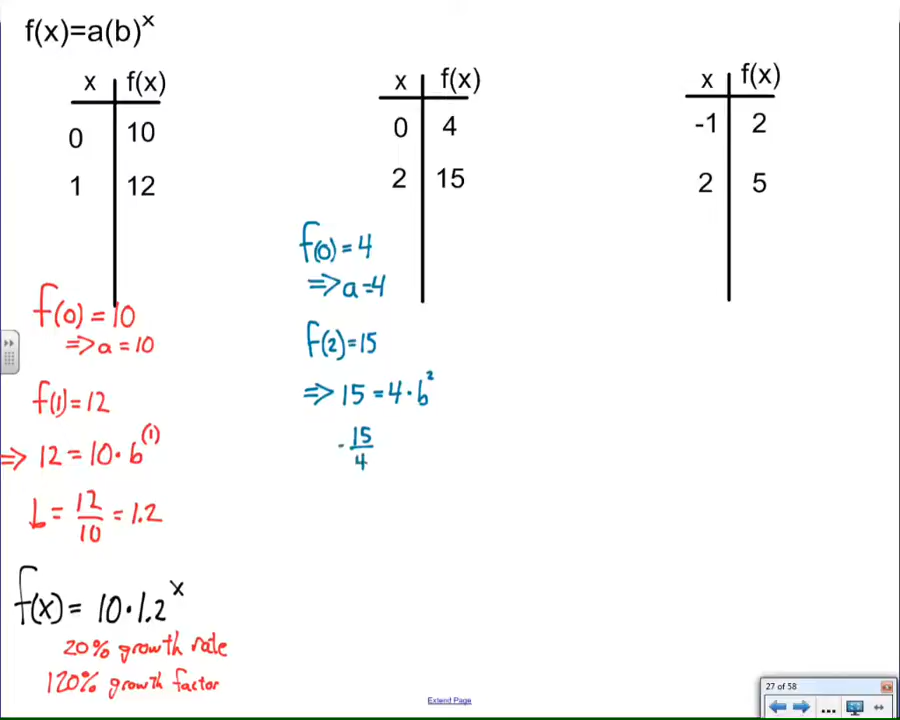 f(x)=a(b)^x
x f(x)
0 10
1 12
f(0) = 10
=> a = 10
f(1) = 12
=> 12 = 10 · b^(1)
b = 12/10 = 1.2
f(x) = 10 · 1.2^x
20% growth rate
120% growth factor
x f(x)
0 4
2 15
f(0) = 4
=> a = 4
f(2) = 15
=> 15 = 4 · b^2
- 15/4
x f(x)
-1 2
2 5
Extend Page
27 of 58